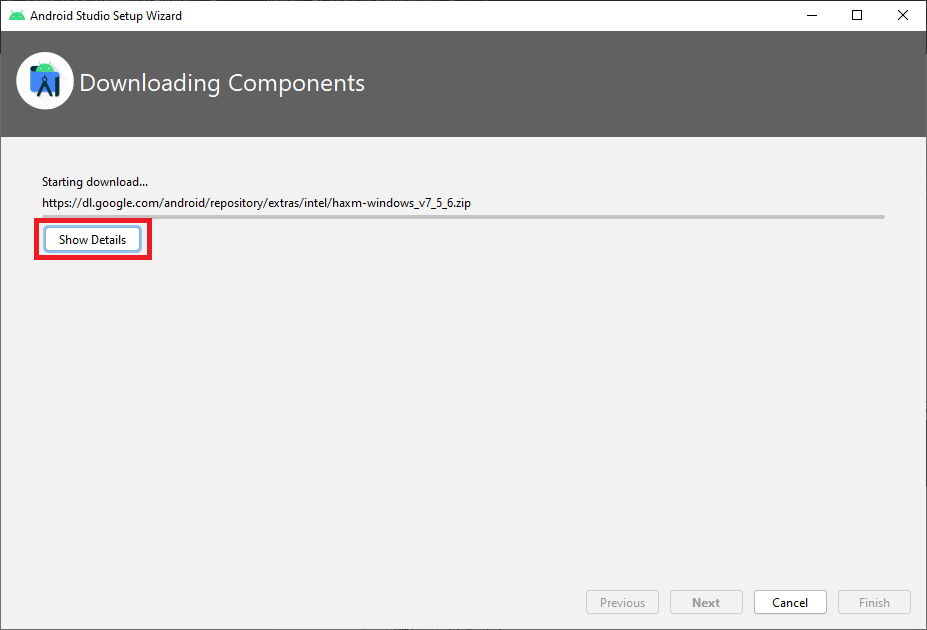 Android Studio Setup Wizard
Downloading Components
Starting download...
https://dl.google.com/android/repository/extras/intel/haxm-windows_v7_5_6.zip
Show Details
Previous
Next
Cancel
Finish